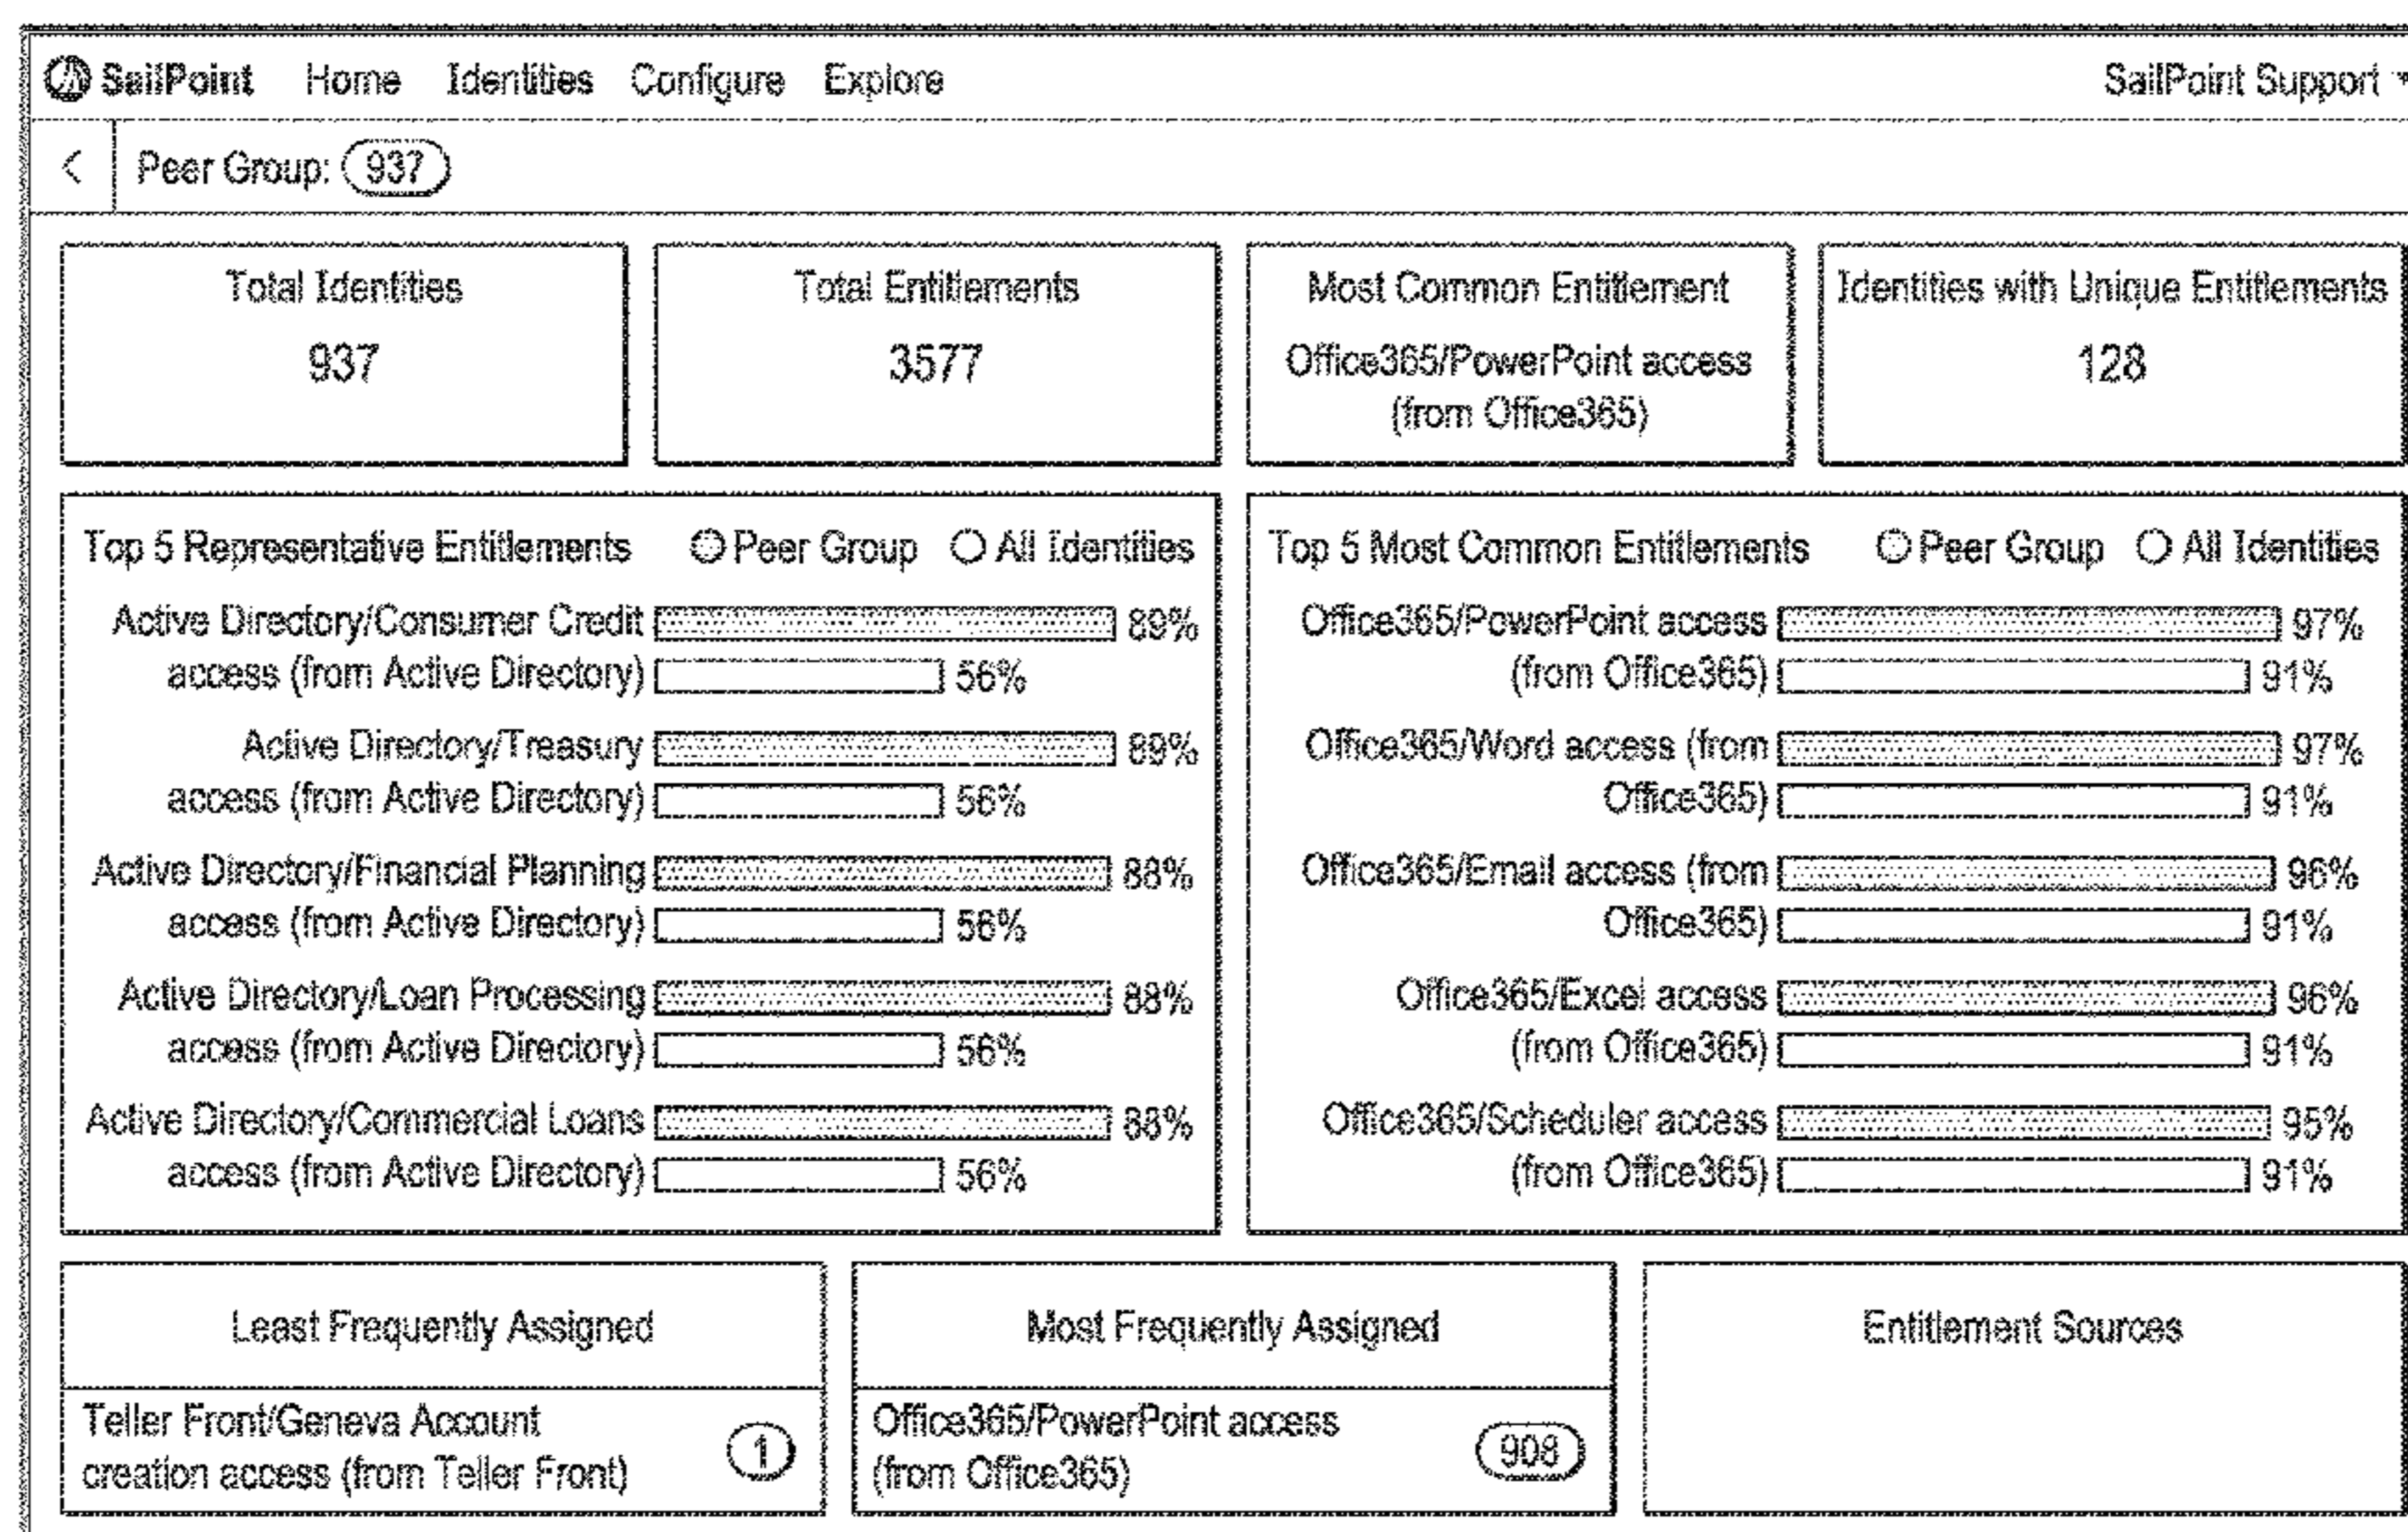 SailPoint Home Identities Configure Explore SailPoint Support
< Peer Group: 937
Total Identities
937
Total Entitlements
3577
Most Common Entitlement
Office365/PowerPoint access
(from Office365)
Identities with Unique Entitlements
128
Top 5 Representative Entitlements Peer Group All Identities
Active Directory/Consumer Credit 89%
access (from Active Directory) 56%
Active Directory/Treasury 89%
access (from Active Directory) 56%
Active Directory/Financial Planning 88%
access (from Active Directory) 56%
Active Directory/Loan Processing 88%
access (from Active Directory) 56%
Active Directory/Commercial Loans 88%
access (from Active Directory) 56%
Top 5 Most Common Entitlements Peer Group All Identities
Office365/PowerPoint access 97%
(from Office365) 91%
Office365/Word access (from 97%
Office365) 91%
Office365/Email access (from 96%
Office365) 91%
Office365/Excel access 96%
(from Office365) 91%
Office365/Scheduler access 95%
(from Office365) 91%
Least Frequently Assigned
Teller Front/Geneva Account
creation access (from Teller Front) 1
Most Frequently Assigned
Office365/PowerPoint access
(from Office365) 908
Entitlement Sources